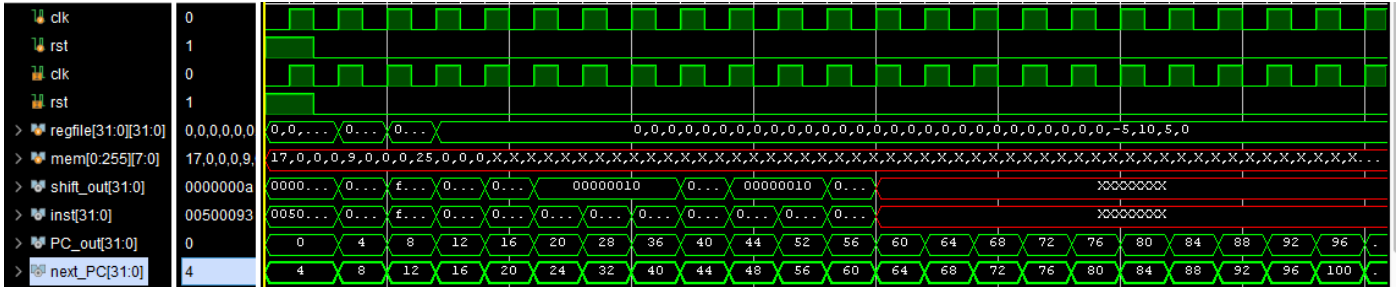 clk 0
rst 1
clk 0
rst 1
regfile[31:0][31:0] 0,0,0,0,0,0 0,0,... 0... 0... 0,0,0,0,0,0,0,0,0,0,0,0,0,0,0,0,0,0,0,0,0,0,0,0,0,0,0,0,-5,10,5,0
mem[0:255][7:0] 17,0,0,0,9, 17,0,0,0,9,0,0,0,25,0,0,0,X,X,X,X,X,X,X,X,X,X,X,X,X,X,X,X,X,X,X,X,X,X,X,X,X,X,X,X,X,X,X,X,X,X,X,X,X,X,X,X,X...
shift_out[31:0] 0000000a 0000... 0... f... 0... 0... 00000010 0... 00000010 0... XXXXXXXX
inst[31:0] 00500093 0050... 0... f... 0... 0... 0... 0... 0... 0... 0... 0... 0... XXXXXXXX
PC_out[31:0] 0 0 4 8 12 16 20 28 36 40 44 52 56 60 64 68 72 76 80 84 88 92 96 .
next_PC[31:0] 4 4 8 12 16 20 24 32 40 44 48 56 60 64 68 72 76 80 84 88 92 96 100 .